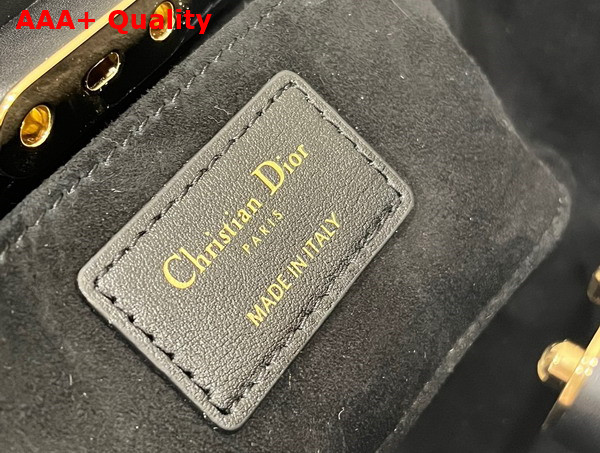 AAA+ Quality
Christian Dior
PARIS
MADE IN ITALY